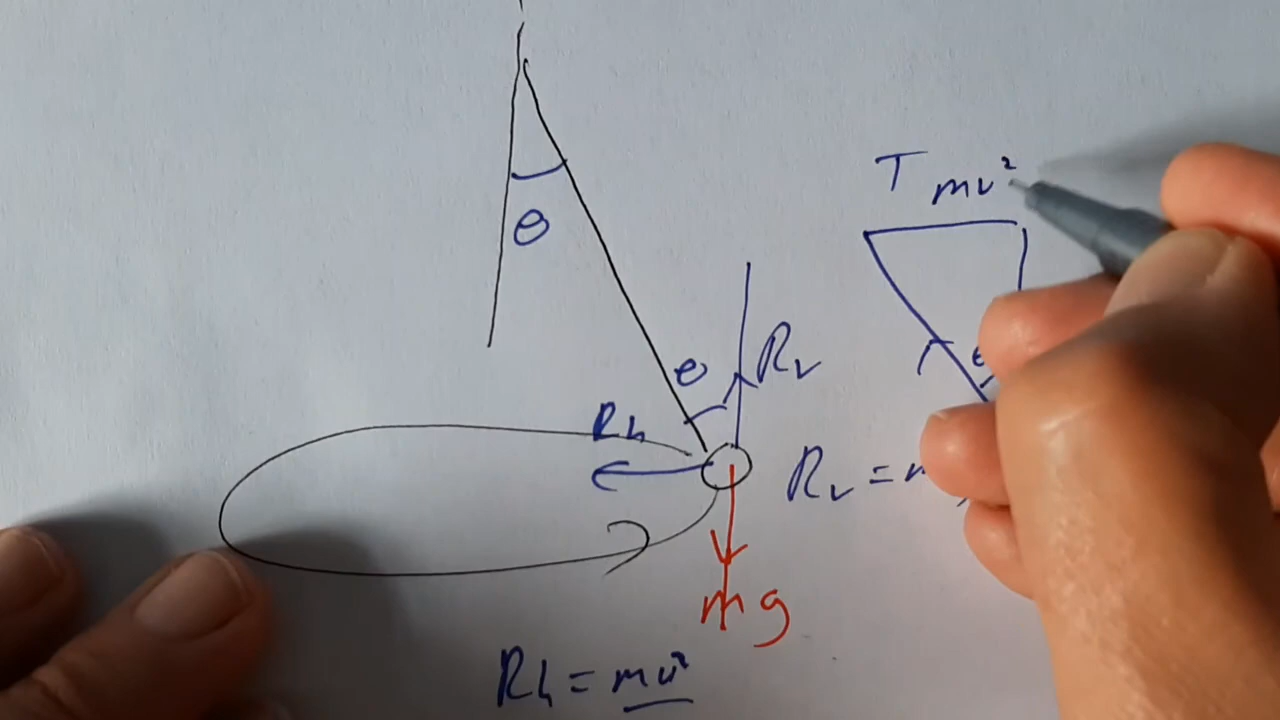 T mv²
θ
θ
Rv
Rh
Rv = m
mg
Rh = mv²